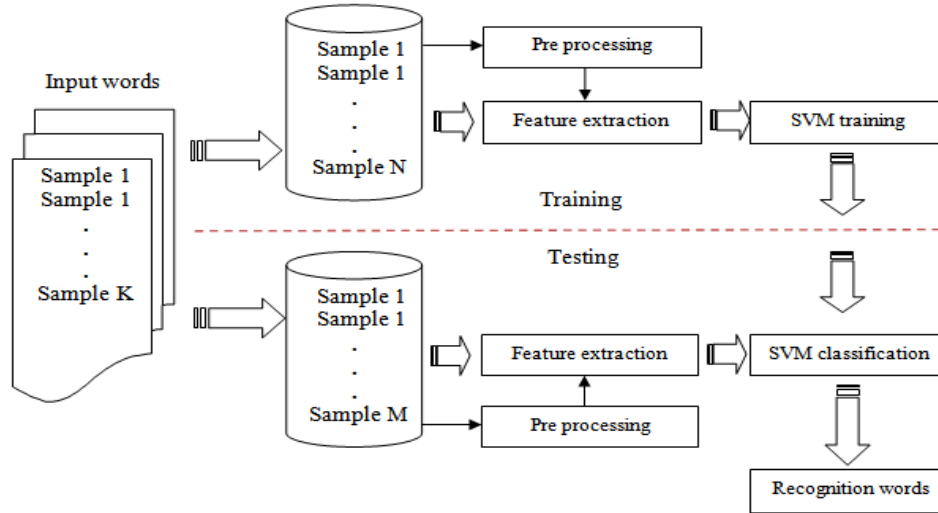 Input words
Sample 1
Sample 1
.
.
.
Sample K
Sample 1
Sample 1
.
.
.
Sample N
Pre processing
Feature extraction
SVM training
Training
Testing
Sample 1
Sample 1
.
.
.
Sample M
Feature extraction
Pre processing
SVM classification
Recognition words